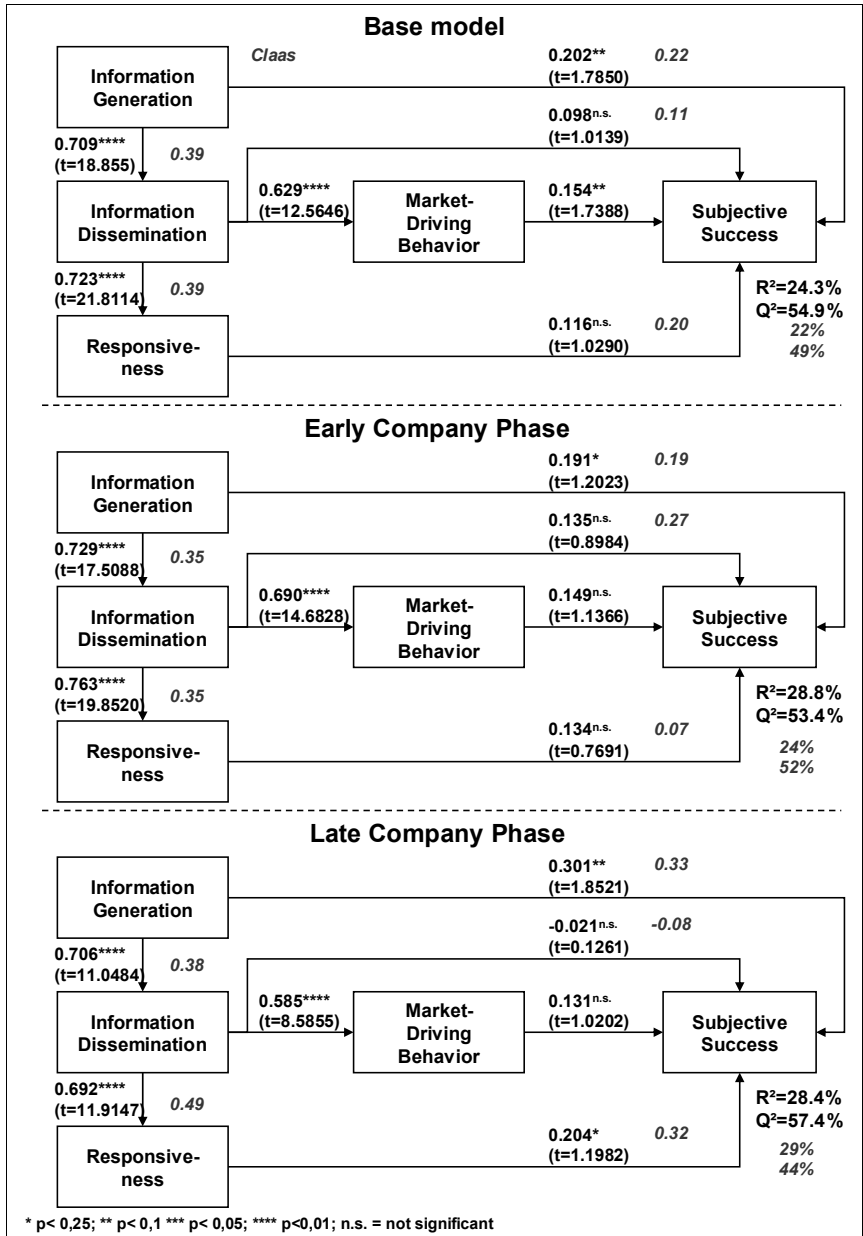 Base model
Claas
0.202** 0.22
(t=1.7850)
Information
Generation
0.098n.s. 0.11
(t=1.0139)
0.709****
(t=18.855) 0.39
Information
Dissemination
0.629****
(t=12.5646)
Market-
Driving
Behavior
0.154**
(t=1.7388)
Subjective
Success
0.723****
(t=21.8114) 0.39
R²=24.3%
Q²=54.9%
22%
49%
Responsive-
ness
0.116n.s. 0.20
(t=1.0290)
Early Company Phase
Information
Generation
0.191* 0.19
(t=1.2023)
0.135n.s. 0.27
(t=0.8984)
0.729****
(t=17.5088) 0.35
Information
Dissemination
0.690****
(t=14.6828)
Market-
Driving
Behavior
0.149n.s.
(t=1.1366)
Subjective
Success
0.763****
(t=19.8520) 0.35
R²=28.8%
Q²=53.4%
24%
52%
Responsive-
ness
0.134n.s. 0.07
(t=0.7691)
Late Company Phase
Information
Generation
0.301** 0.33
(t=1.8521)
-0.021n.s. -0.08
(t=0.1261)
0.706****
(t=11.0484) 0.38
Information
Dissemination
0.585****
(t=8.5855)
Market-
Driving
Behavior
0.131n.s.
(t=1.0202)
Subjective
Success
0.692****
(t=11.9147) 0.49
R²=28.4%
Q²=57.4%
29%
44%
Responsive-
ness
0.204* 0.32
(t=1.1982)
* p< 0,25; ** p< 0,1 *** p< 0,05; **** p<0,01; n.s. = not significant